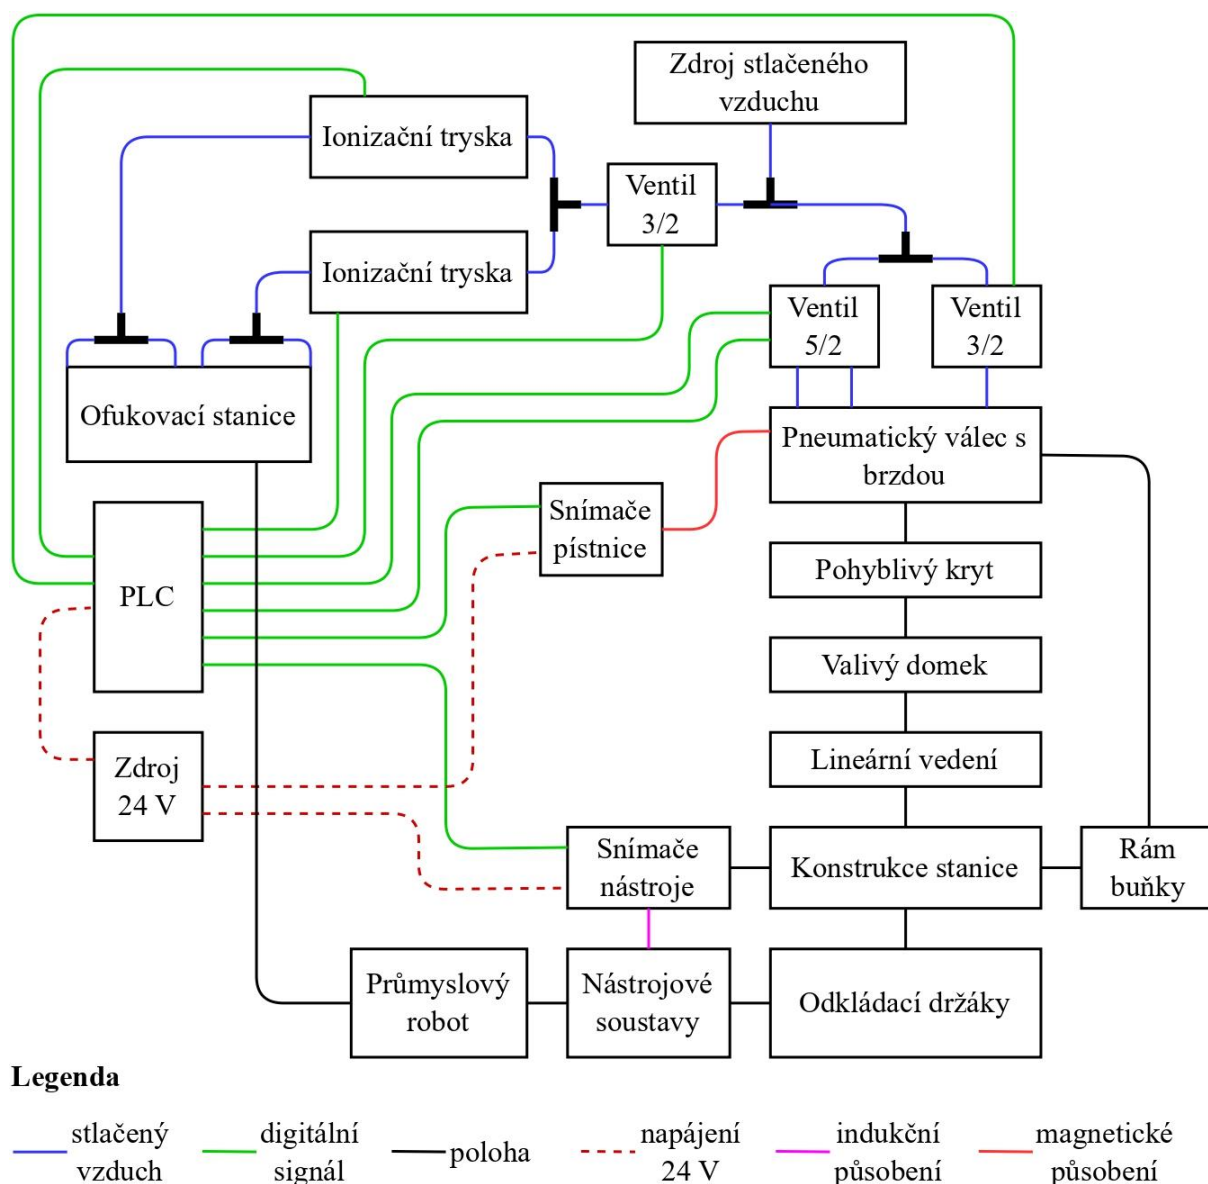 Zdroj stlačeného
vzduchu
Ionizační tryska
Ventil
3/2
Ionizační tryska
Ventil
5/2
Ventil
3/2
Ofukovací stanice
Pneumatický válec s
brzdou
Snímače
pístnice
PLC
Pohyblivý kryt
Valivý domek
Lineární vedení
Zdroj
24 V
Snímače
nástroje
Konstrukce stanice
Rám
buňky
Průmyslový
robot
Nástrojové
soustavy
Odkládací držáky
Legenda
stlačený
vzduch
digitální
signál
poloha
napájení
24 V
indukční
působení
magnetické
působení